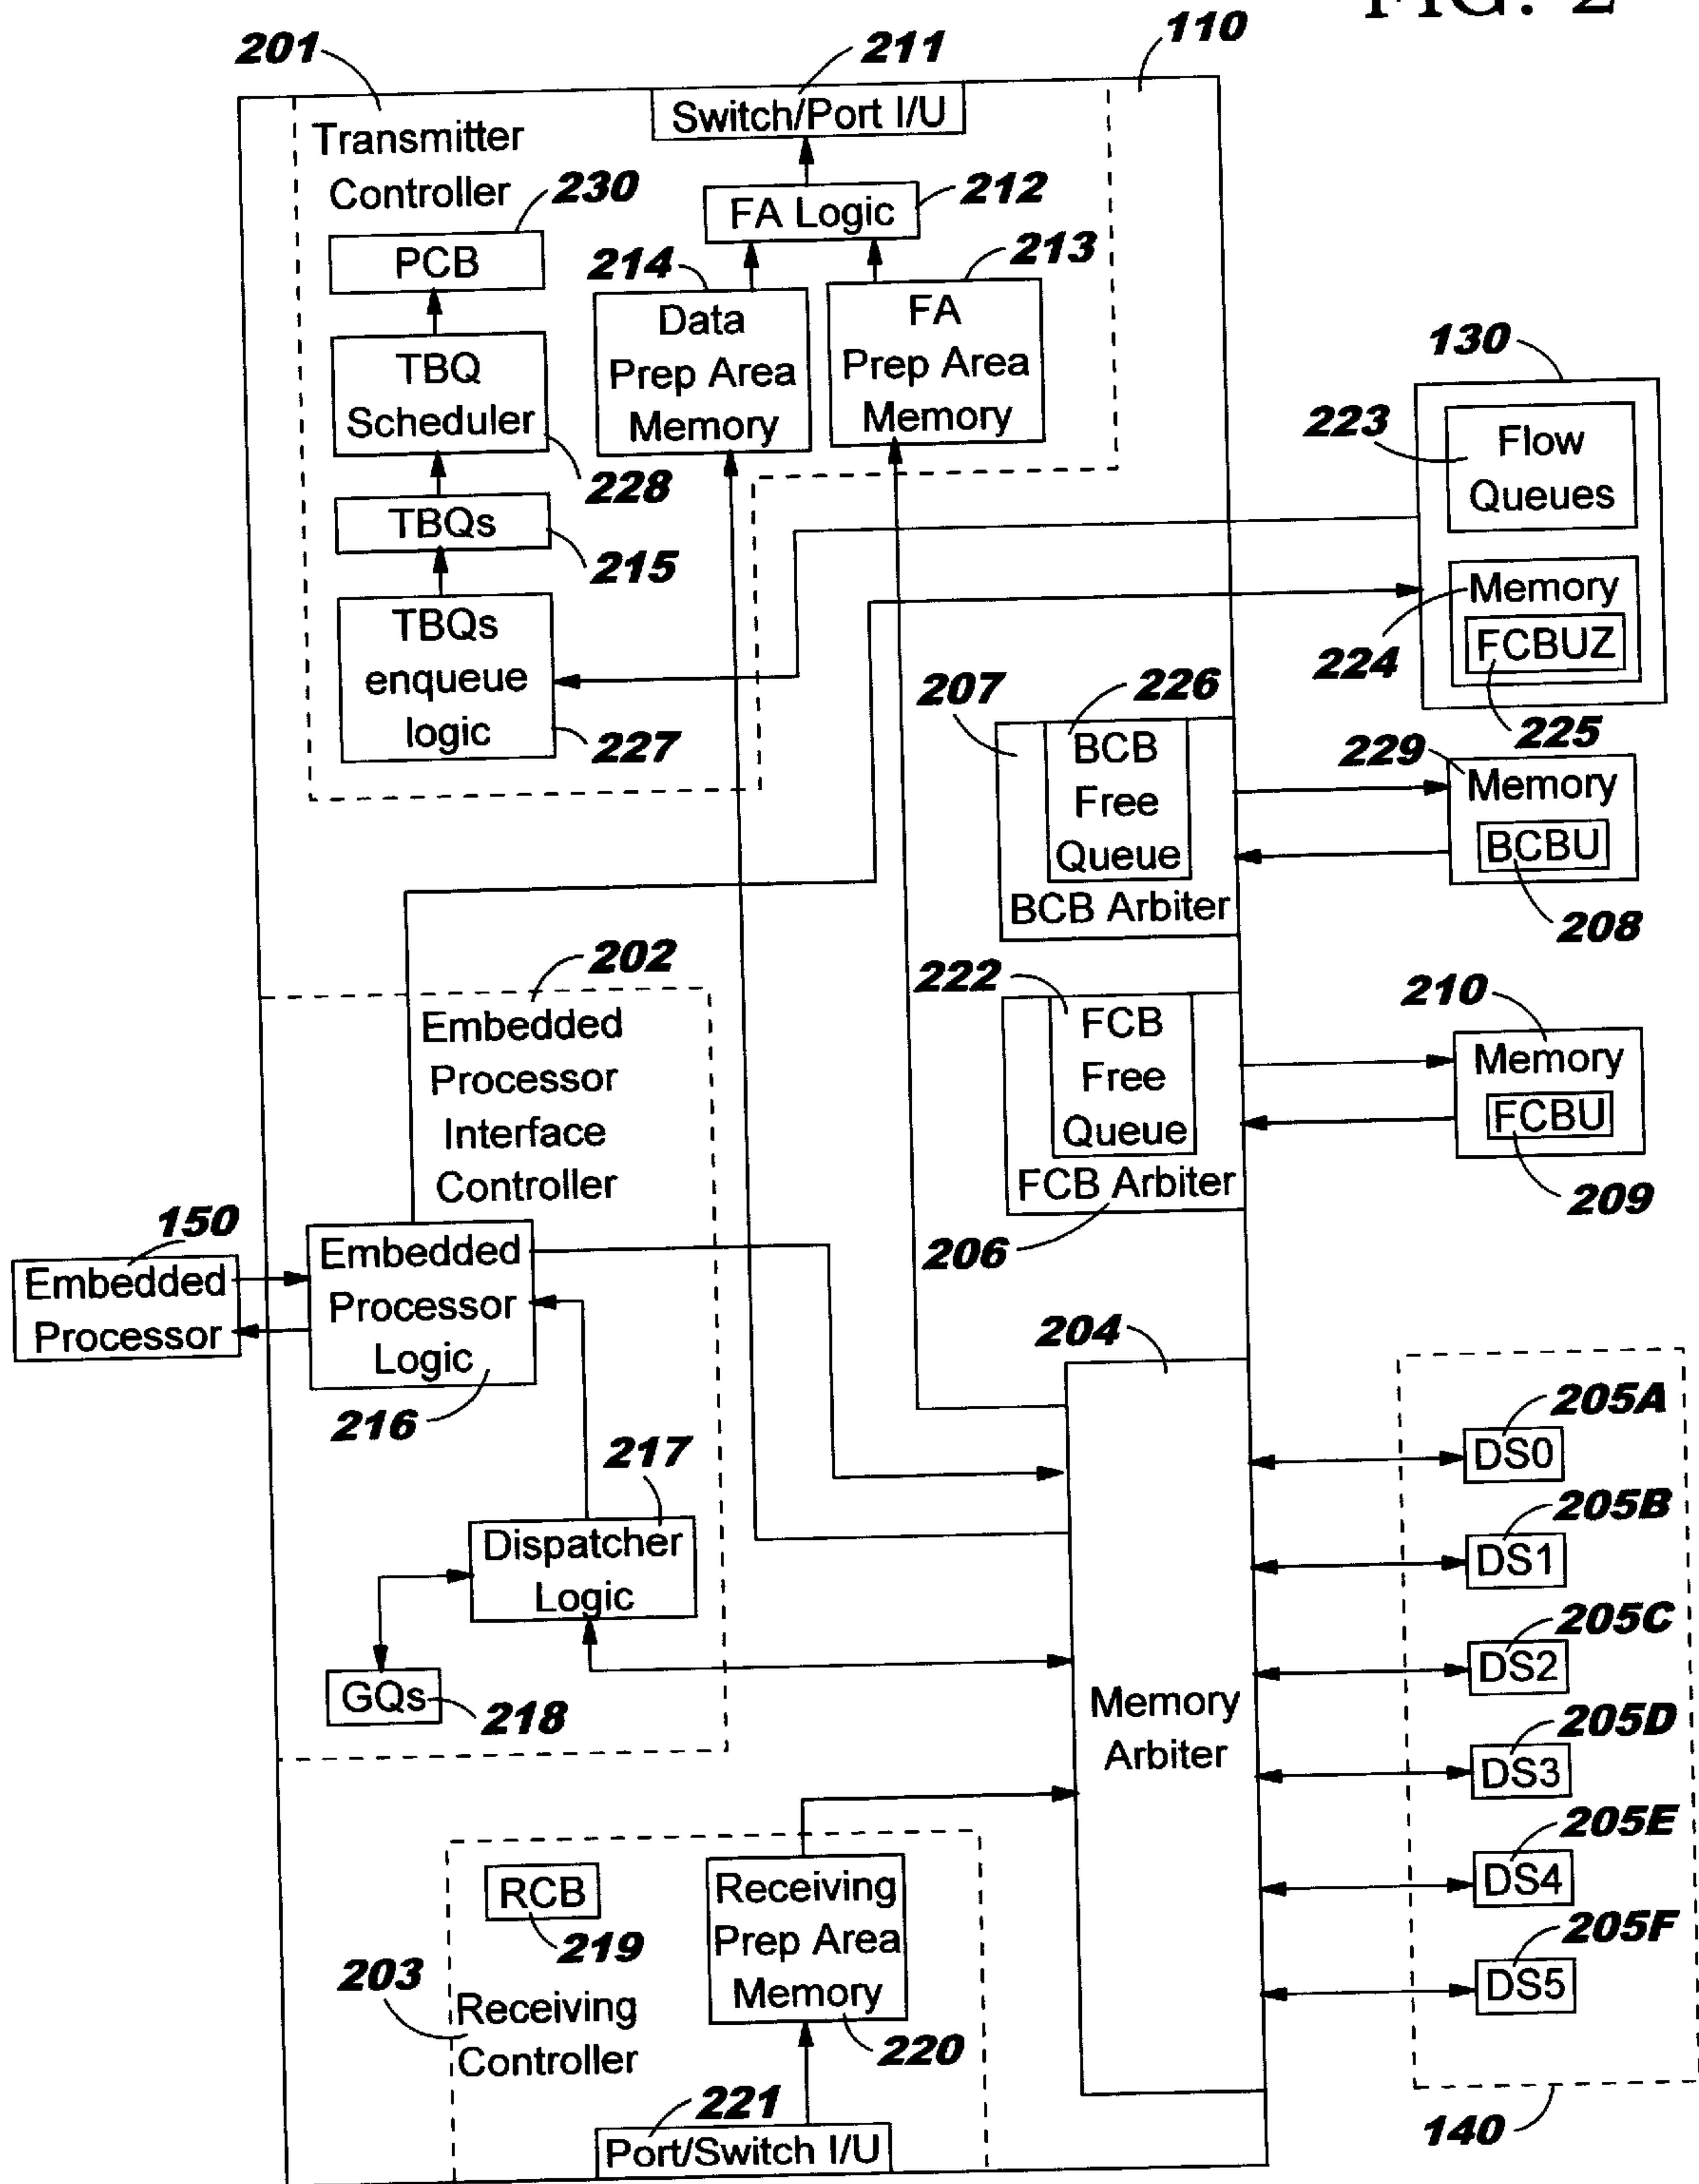 FIG. 2
201
211
110
Switch/Port I/U
Transmitter
Controller
230
FA Logic
212
PCB
214
213
Data
Prep Area
Memory
FA
Prep Area
Memory
TBQ
Scheduler
228
TBQs
215
TBQs
enqueue
logic
227
130
223
Flow
Queues
Memory
224
FCBUZ
225
207
226
BCB
Free
Queue
BCB Arbiter
229
Memory
BCBU
208
202
Embedded
Processor
Interface
Controller
222
FCB
Free
Queue
FCB Arbiter
206
210
Memory
FCBU
209
150
Embedded
Processor
Embedded
Processor
Logic
216
217
Dispatcher
Logic
GQs
218
204
Memory
Arbiter
205A
DS0
205B
DS1
205C
DS2
205D
DS3
205E
DS4
205F
DS5
140
RCB
219
Receiving
Prep Area
Memory
220
203
Receiving
Controller
221
Port/Switch I/U